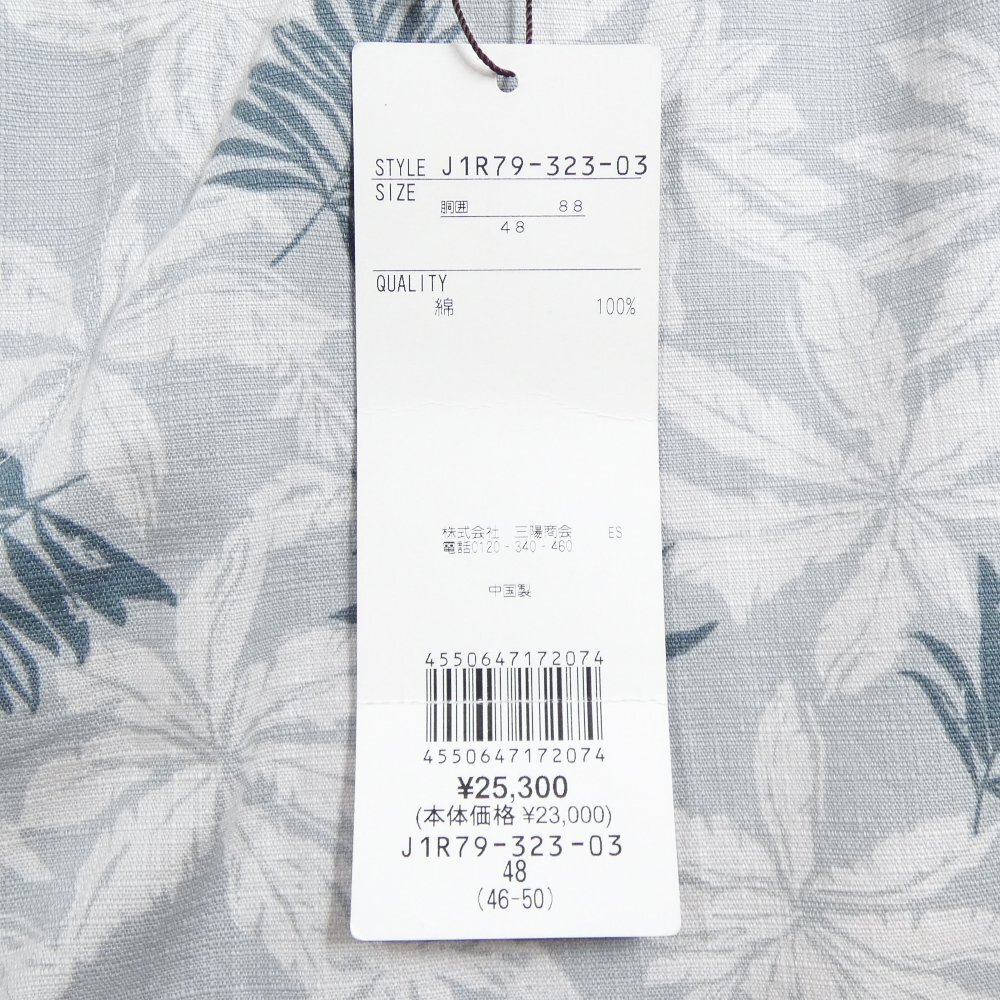 STYLE J1R79-323-03
SIZE
胴囲 88
48
QUALITY
綿 100%
株式会社 三陽商会 ES
電話0120-340-460
中国製
4550647172074
4550647172074
¥25,300
(本体価格 ¥23,000)
J1R79-323-03
48
(46-50)